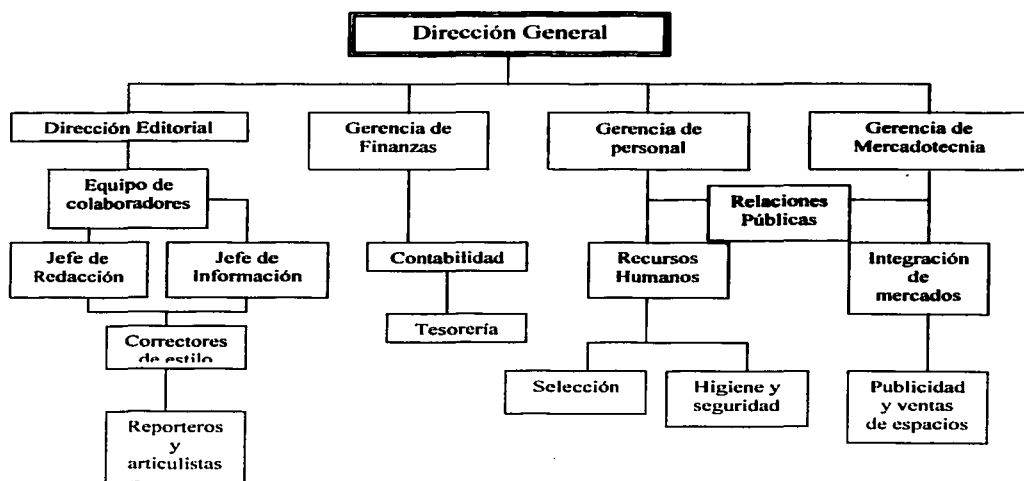 Dirección General
Dirección Editorial
Gerencia de
Finanzas
Gerencia de
personal
Gerencia de
Mercadotecnia
Equipo de
colaboradores
Relaciones
Públicas
Jefe de
Redacción
Jefe de
Información
Contabilidad
Recursos
Humanos
Integración
de
mercados
Tesorería
Correctores
de estilo
Selección
Higiene y
seguridad
Publicidad
y ventas
de espacios
Reporteros
y
articulistas